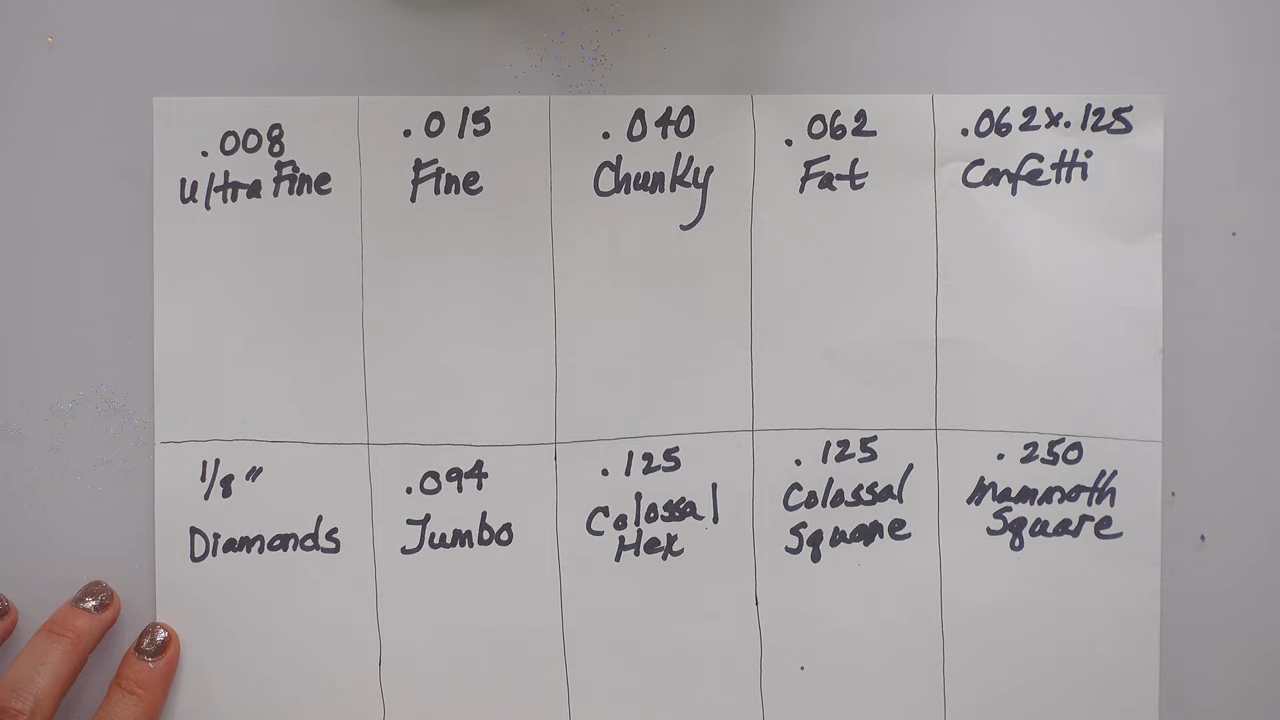 .008
Ultra Fine
.015
Fine
.040
Chunky
.062
Fat
.062x.125
Confetti
1/8"
Diamonds
.094
Jumbo
.125
Colossal
Hex
.125
Colossal
Square
.250
Mammoth
Square